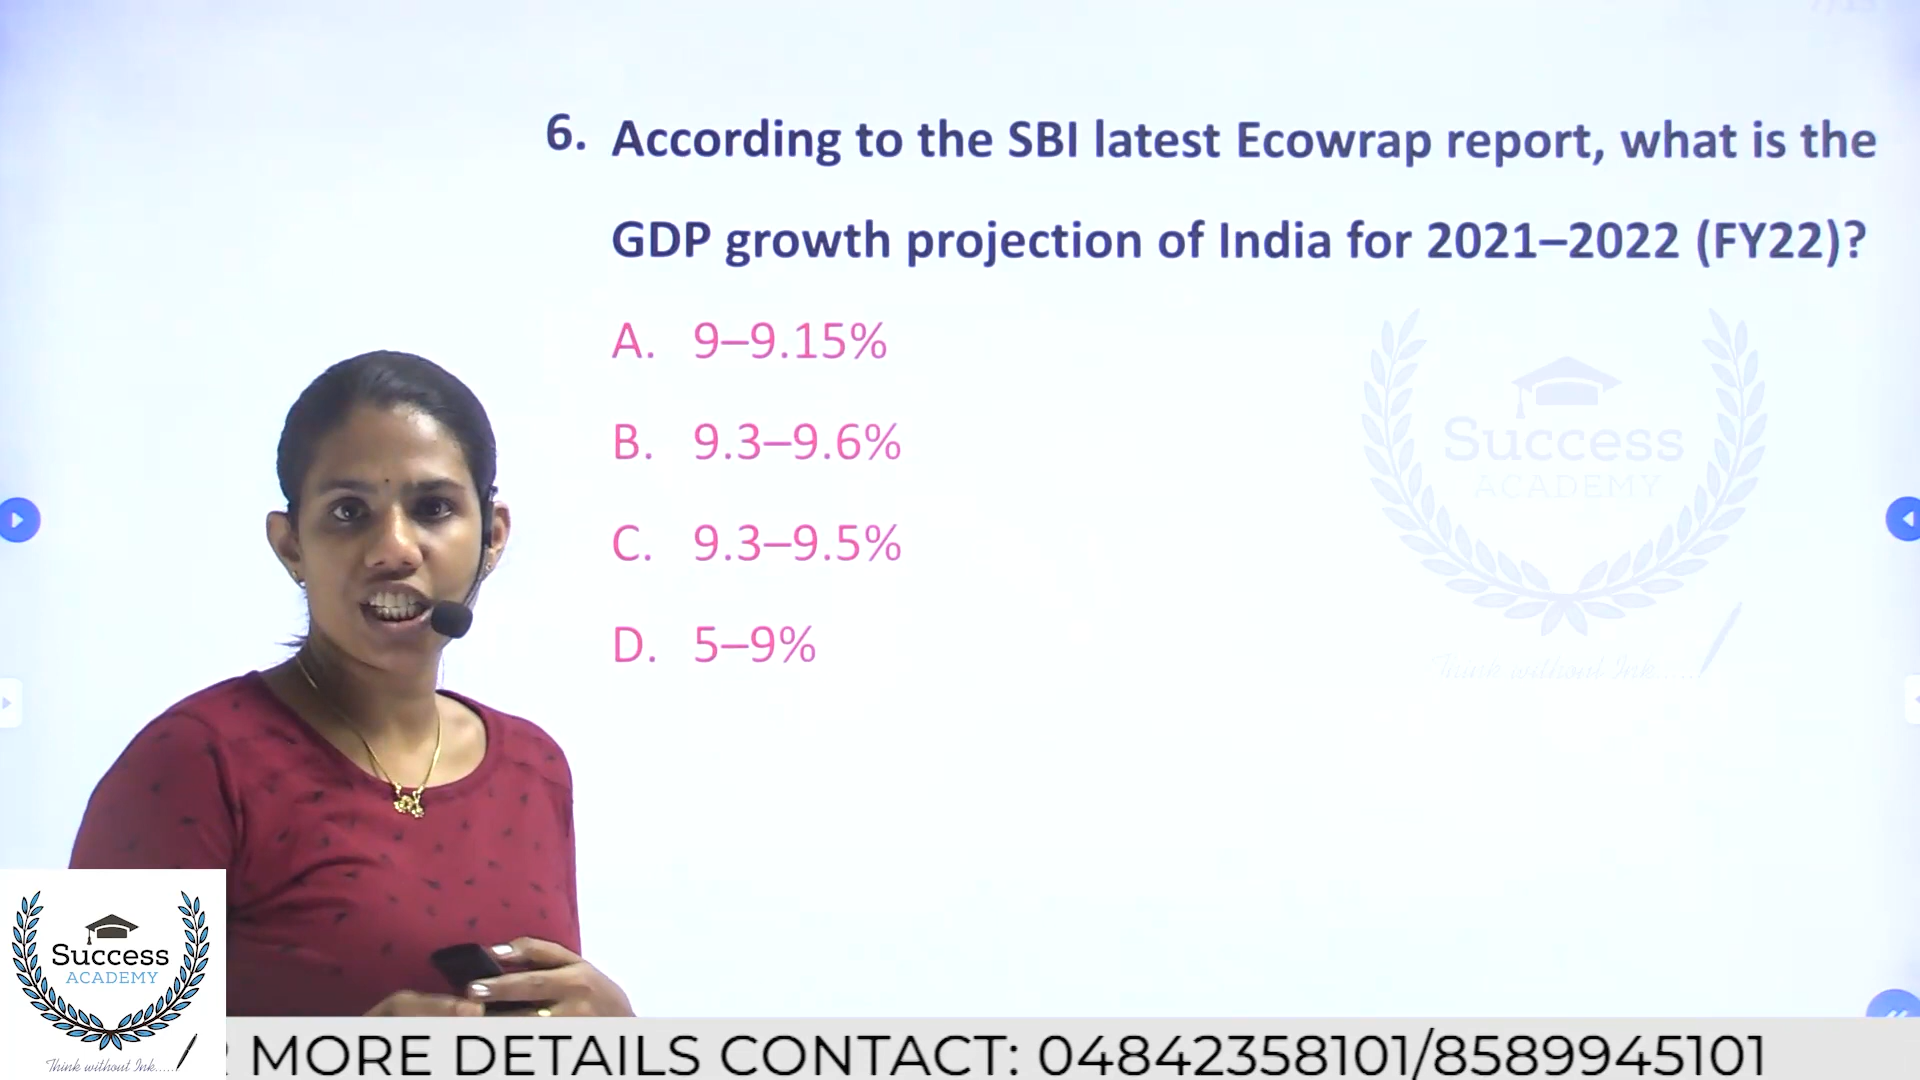 6. According to the SBI latest Ecowrap report, what is the
GDP growth projection of India for 2021–2022 (FY22)?
A. 9–9.15%
B. 9.3–9.6%
C. 9.3–9.5%
D. 5–9%
Success
ACADEMY
Think without Ink.....
Success
ACADEMY
Think without Ink.....
MORE DETAILS CONTACT: 04842358101/8589945101